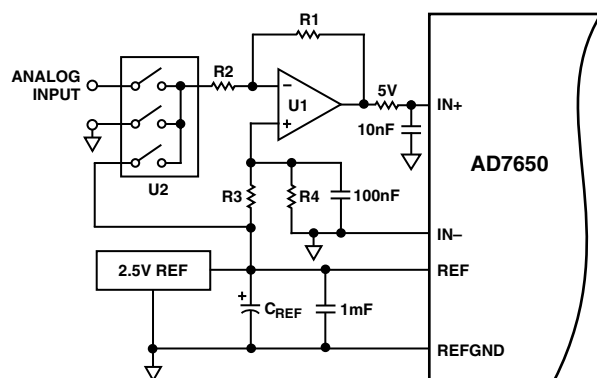 R1
ANALOG
INPUT
R2
–
U1
+
5V
IN+
10nF
AD7650
U2
R3
R4
100nF
IN–
2.5V REF
REF
+
CREF
1mF
REFGND